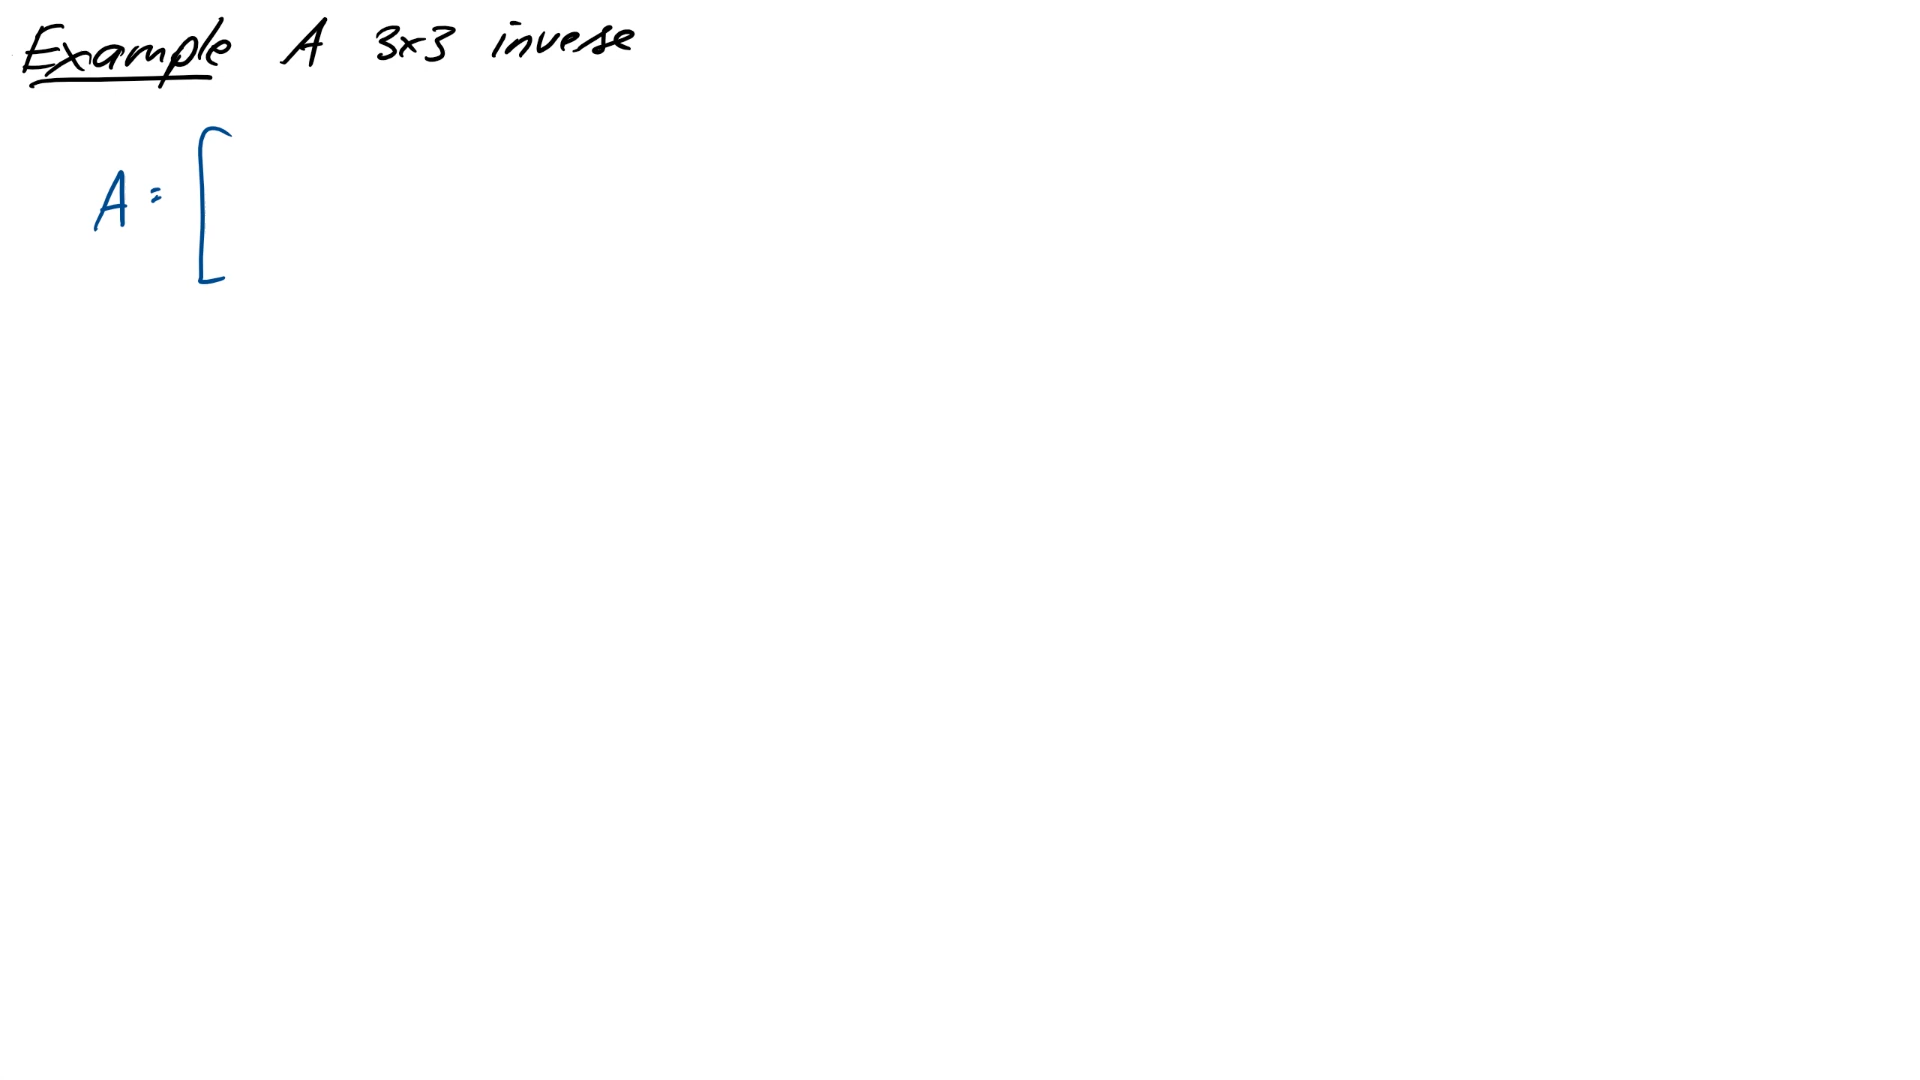 Example A 3x3 inverse
A = [